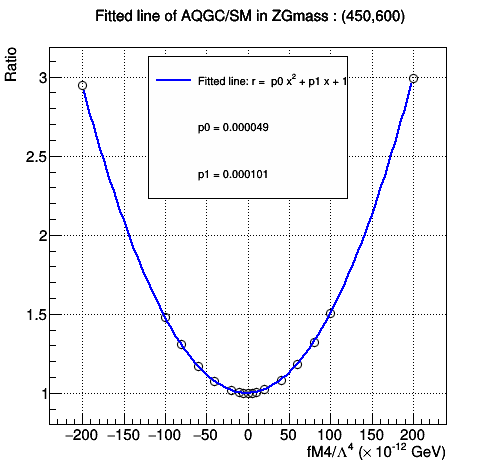 Fitted line of AQGC/SM in ZGmass : (450,600)
Ratio
Fitted line: r = p0 x² + p1 x + 1
p0 = 0.000049
p1 = 0.000101
3
2.5
2
1.5
1
−200 −150 −100 −50 0 50 100 150 200
fM4/Λ⁴ (× 10⁻¹² GeV)